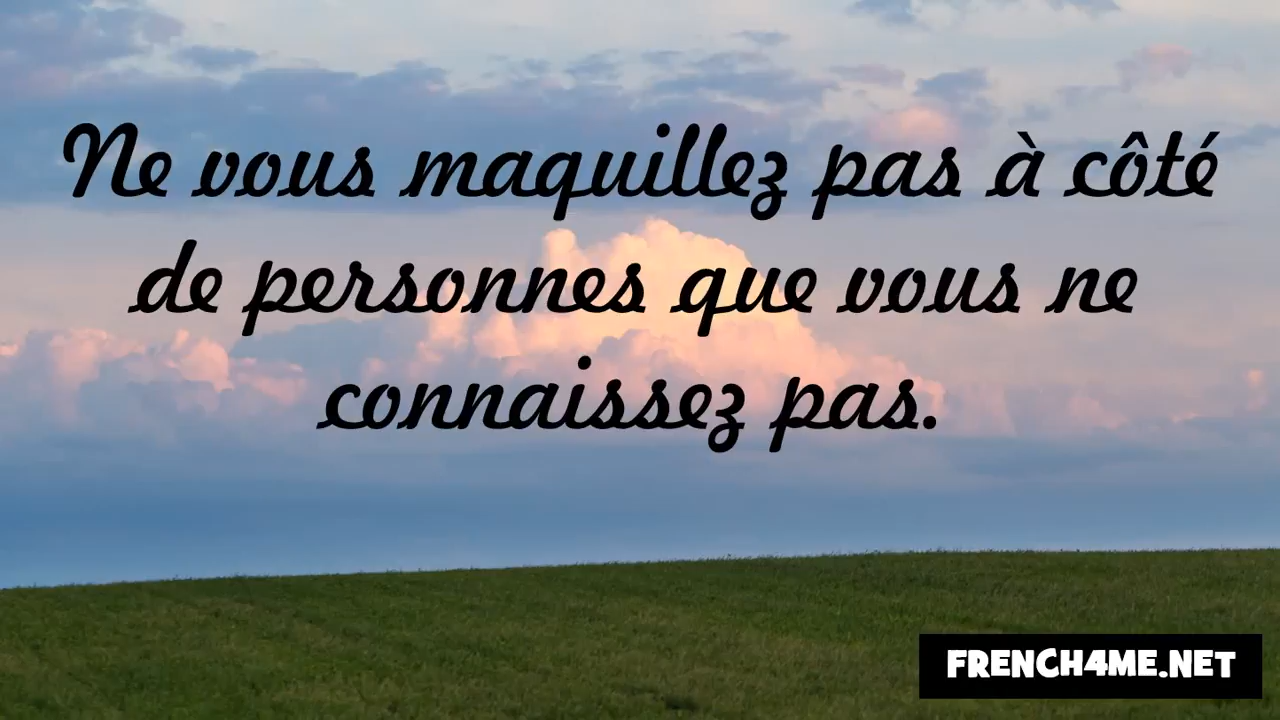 Ne vous maquillez pas à côté
de personnes que vous ne
connaissez pas.
FRENCH4ME.NET